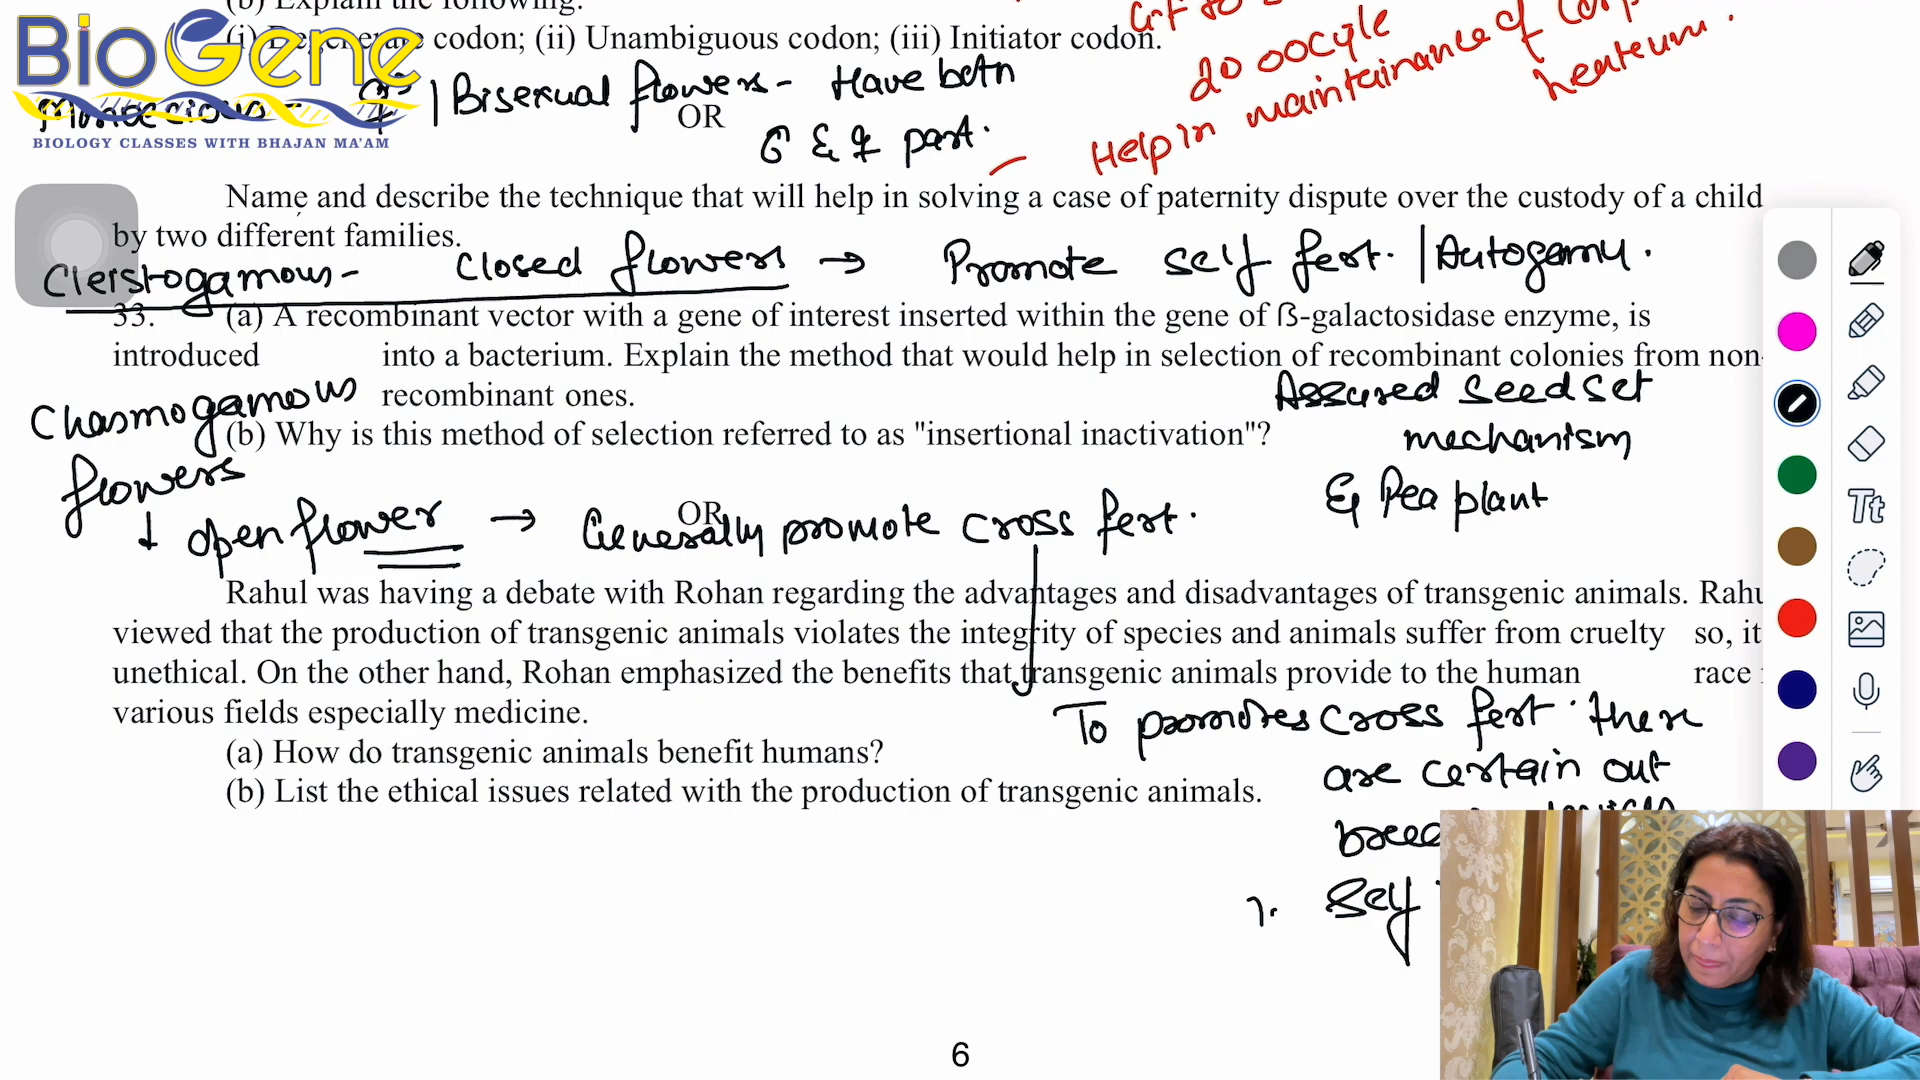 (b) Explain the following:
(i) Degenerate codon; (ii) Unambiguous codon; (iii) Initiator codon.
BioGene
BIOLOGY CLASSES WITH BHAJAN MA'AM
Monoecious - | Bisexual flowers - Have both
& part.
OR
2° oocyte
Help in maintainance of
Name and describe the technique that will help in solving a case of paternity dispute over the custody of a child
by two different families.
Cleistogamous - Closed flowers → Promote self fert. | Autogamy.
33. (a) A recombinant vector with a gene of interest inserted within the gene of ß-galactosidase enzyme, is
introduced into a bacterium. Explain the method that would help in selection of recombinant colonies from non-
recombinant ones.
(b) Why is this method of selection referred to as "insertional inactivation"?
Assured seed set
mechanism
Eg Pea plant
Chasmogamous
flowers
↓ open flower → Generally promote cross fert.
OR
Rahul was having a debate with Rohan regarding the advantages and disadvantages of transgenic animals. Rahu
viewed that the production of transgenic animals violates the integrity of species and animals suffer from cruelty so, it
unethical. On the other hand, Rohan emphasized the benefits that transgenic animals provide to the human race
various fields especially medicine.
(a) How do transgenic animals benefit humans?
(b) List the ethical issues related with the production of transgenic animals.
To promotes cross fert. there
are certain out
1. Self
Tt
6